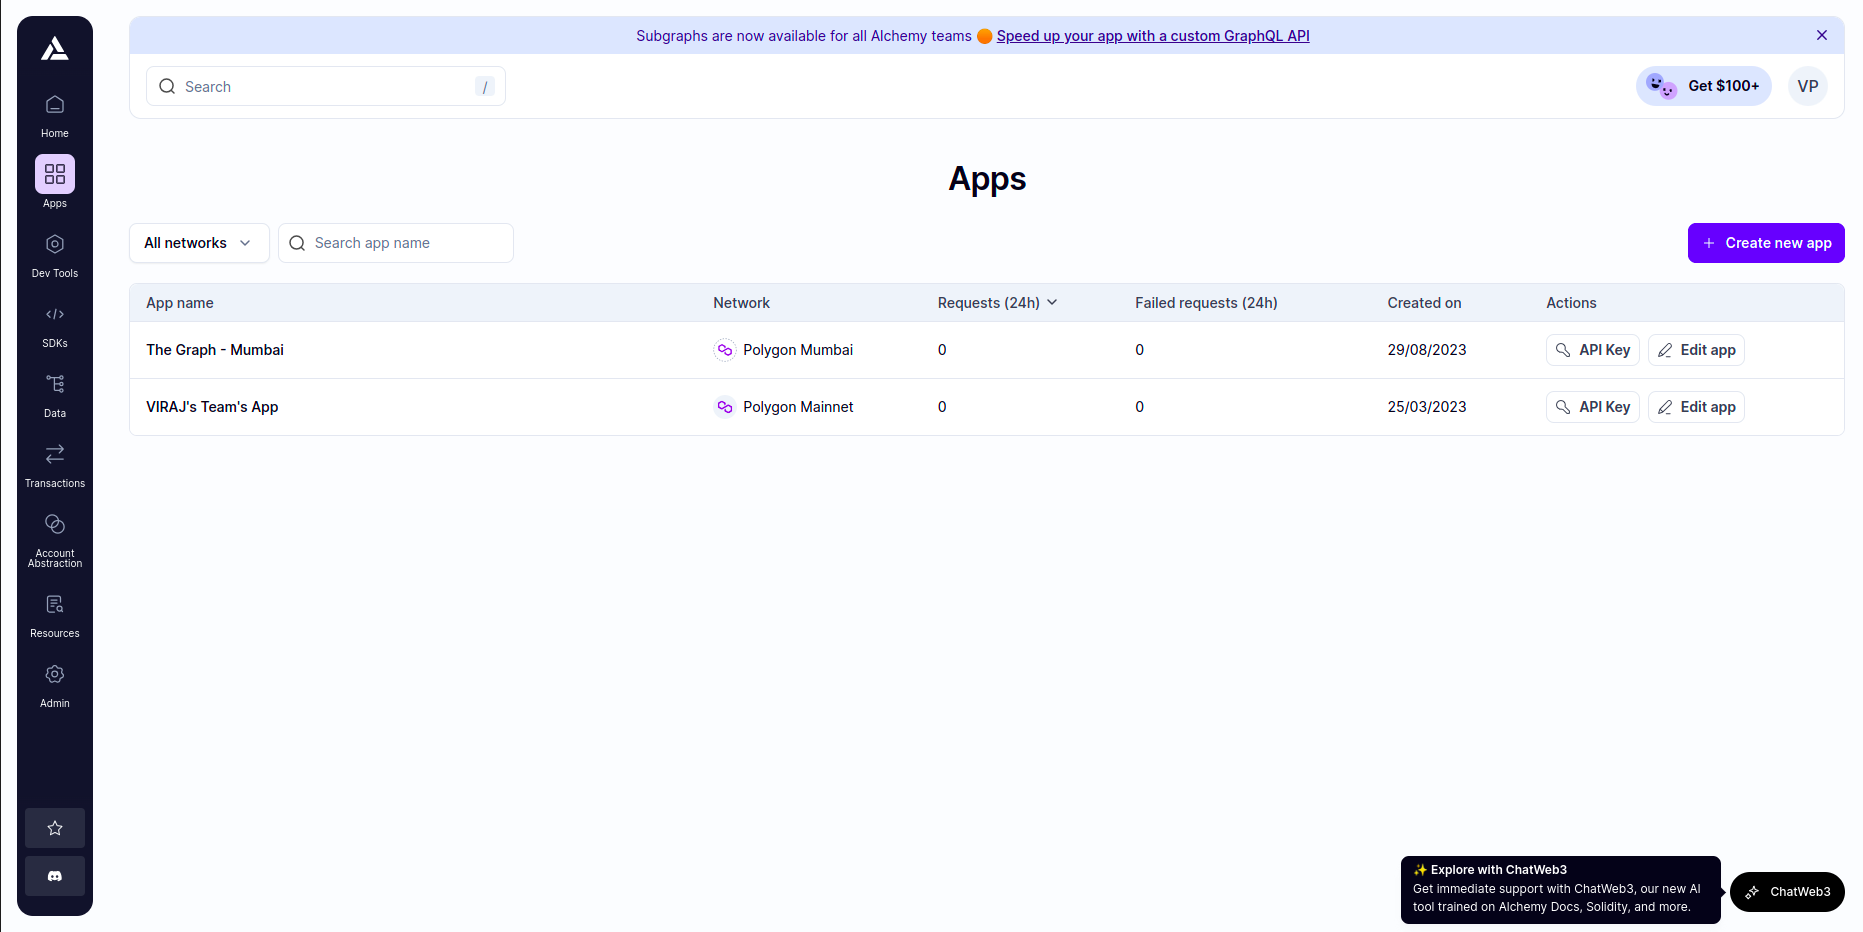 Subgraphs are now available for all Alchemy teams 🟠 Speed up your app with a custom GraphQL API
Search /
Get $100+
VP
Home
Apps
Dev Tools
SDKs
Data
Transactions
Account
Abstraction
Resources
Admin
Apps
All networks
Search app name
+ Create new app
App name Network Requests (24h) Failed requests (24h) Created on Actions
The Graph - Mumbai Polygon Mumbai 0 0 29/08/2023 API Key Edit app
VIRAJ's Team's App Polygon Mainnet 0 0 25/03/2023 API Key Edit app
✨ Explore with ChatWeb3
Get immediate support with ChatWeb3, our new AI
tool trained on Alchemy Docs, Solidity, and more.
ChatWeb3